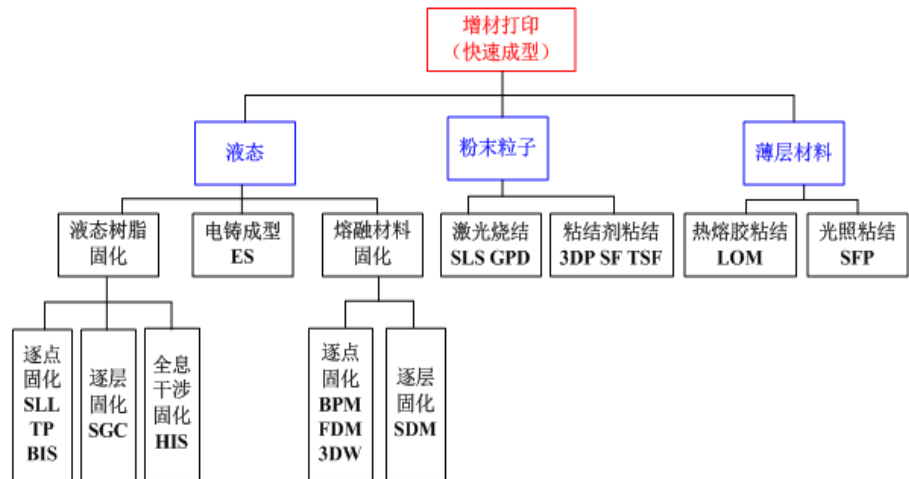 增材打印
（快速成型）
液态
粉末粒子
薄层材料
液态树脂
固化
电铸成型
ES
熔融材料
固化
激光烧结
SLS GPD
粘结剂粘结
3DP SF TSF
热熔胶粘结
LOM
光照粘结
SFP
逐点
固化
SLL
TP
BIS
逐层
固化
SGC
全息
干涉
固化
HIS
逐点
固化
BPM
FDM
3DW
逐层
固化
SDM